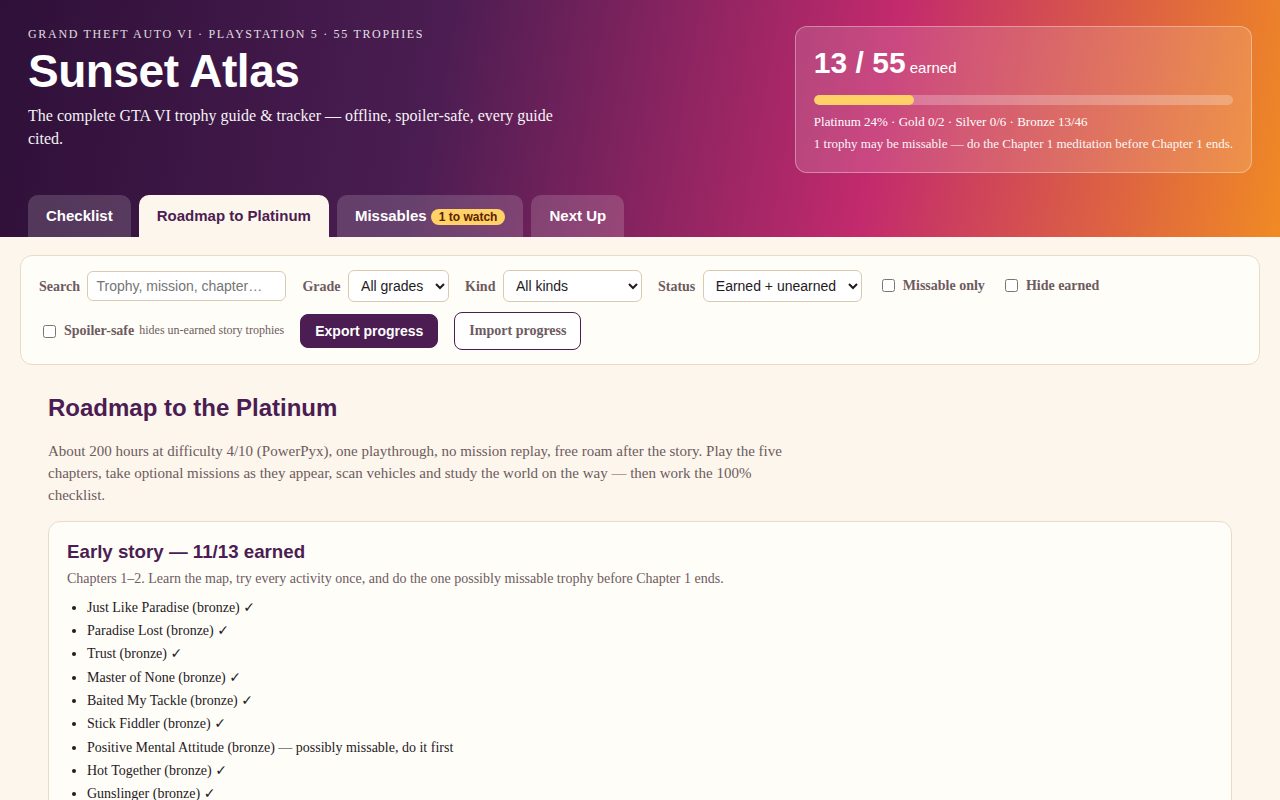 GRAND THEFT AUTO VI · PLAYSTATION 5 · 55 TROPHIES
Sunset Atlas
The complete GTA VI trophy guide & tracker — offline, spoiler-safe, every guide
cited.
13 / 55 earned
Platinum 24% · Gold 0/2 · Silver 0/6 · Bronze 13/46
1 trophy may be missable — do the Chapter 1 meditation before Chapter 1 ends.
Checklist
Roadmap to Platinum
Missables 1 to watch
Next Up
Search Trophy, mission, chapter… Grade All grades Kind All kinds Status Earned + unearned Missable only Hide earned
Spoiler-safe hides un-earned story trophies Export progress Import progress
Roadmap to the Platinum
About 200 hours at difficulty 4/10 (PowerPyx), one playthrough, no mission replay, free roam after the story. Play the five
chapters, take optional missions as they appear, scan vehicles and study the world on the way — then work the 100%
checklist.
Early story — 11/13 earned
Chapters 1–2. Learn the map, try every activity once, and do the one possibly missable trophy before Chapter 1 ends.
• Just Like Paradise (bronze) ✓
• Paradise Lost (bronze) ✓
• Trust (bronze) ✓
• Master of None (bronze) ✓
• Baited My Tackle (bronze) ✓
• Stick Fiddler (bronze) ✓
• Positive Mental Attitude (bronze) — possibly missable, do it first
• Hot Together (bronze) ✓
• Gunslinger (bronze) ✓